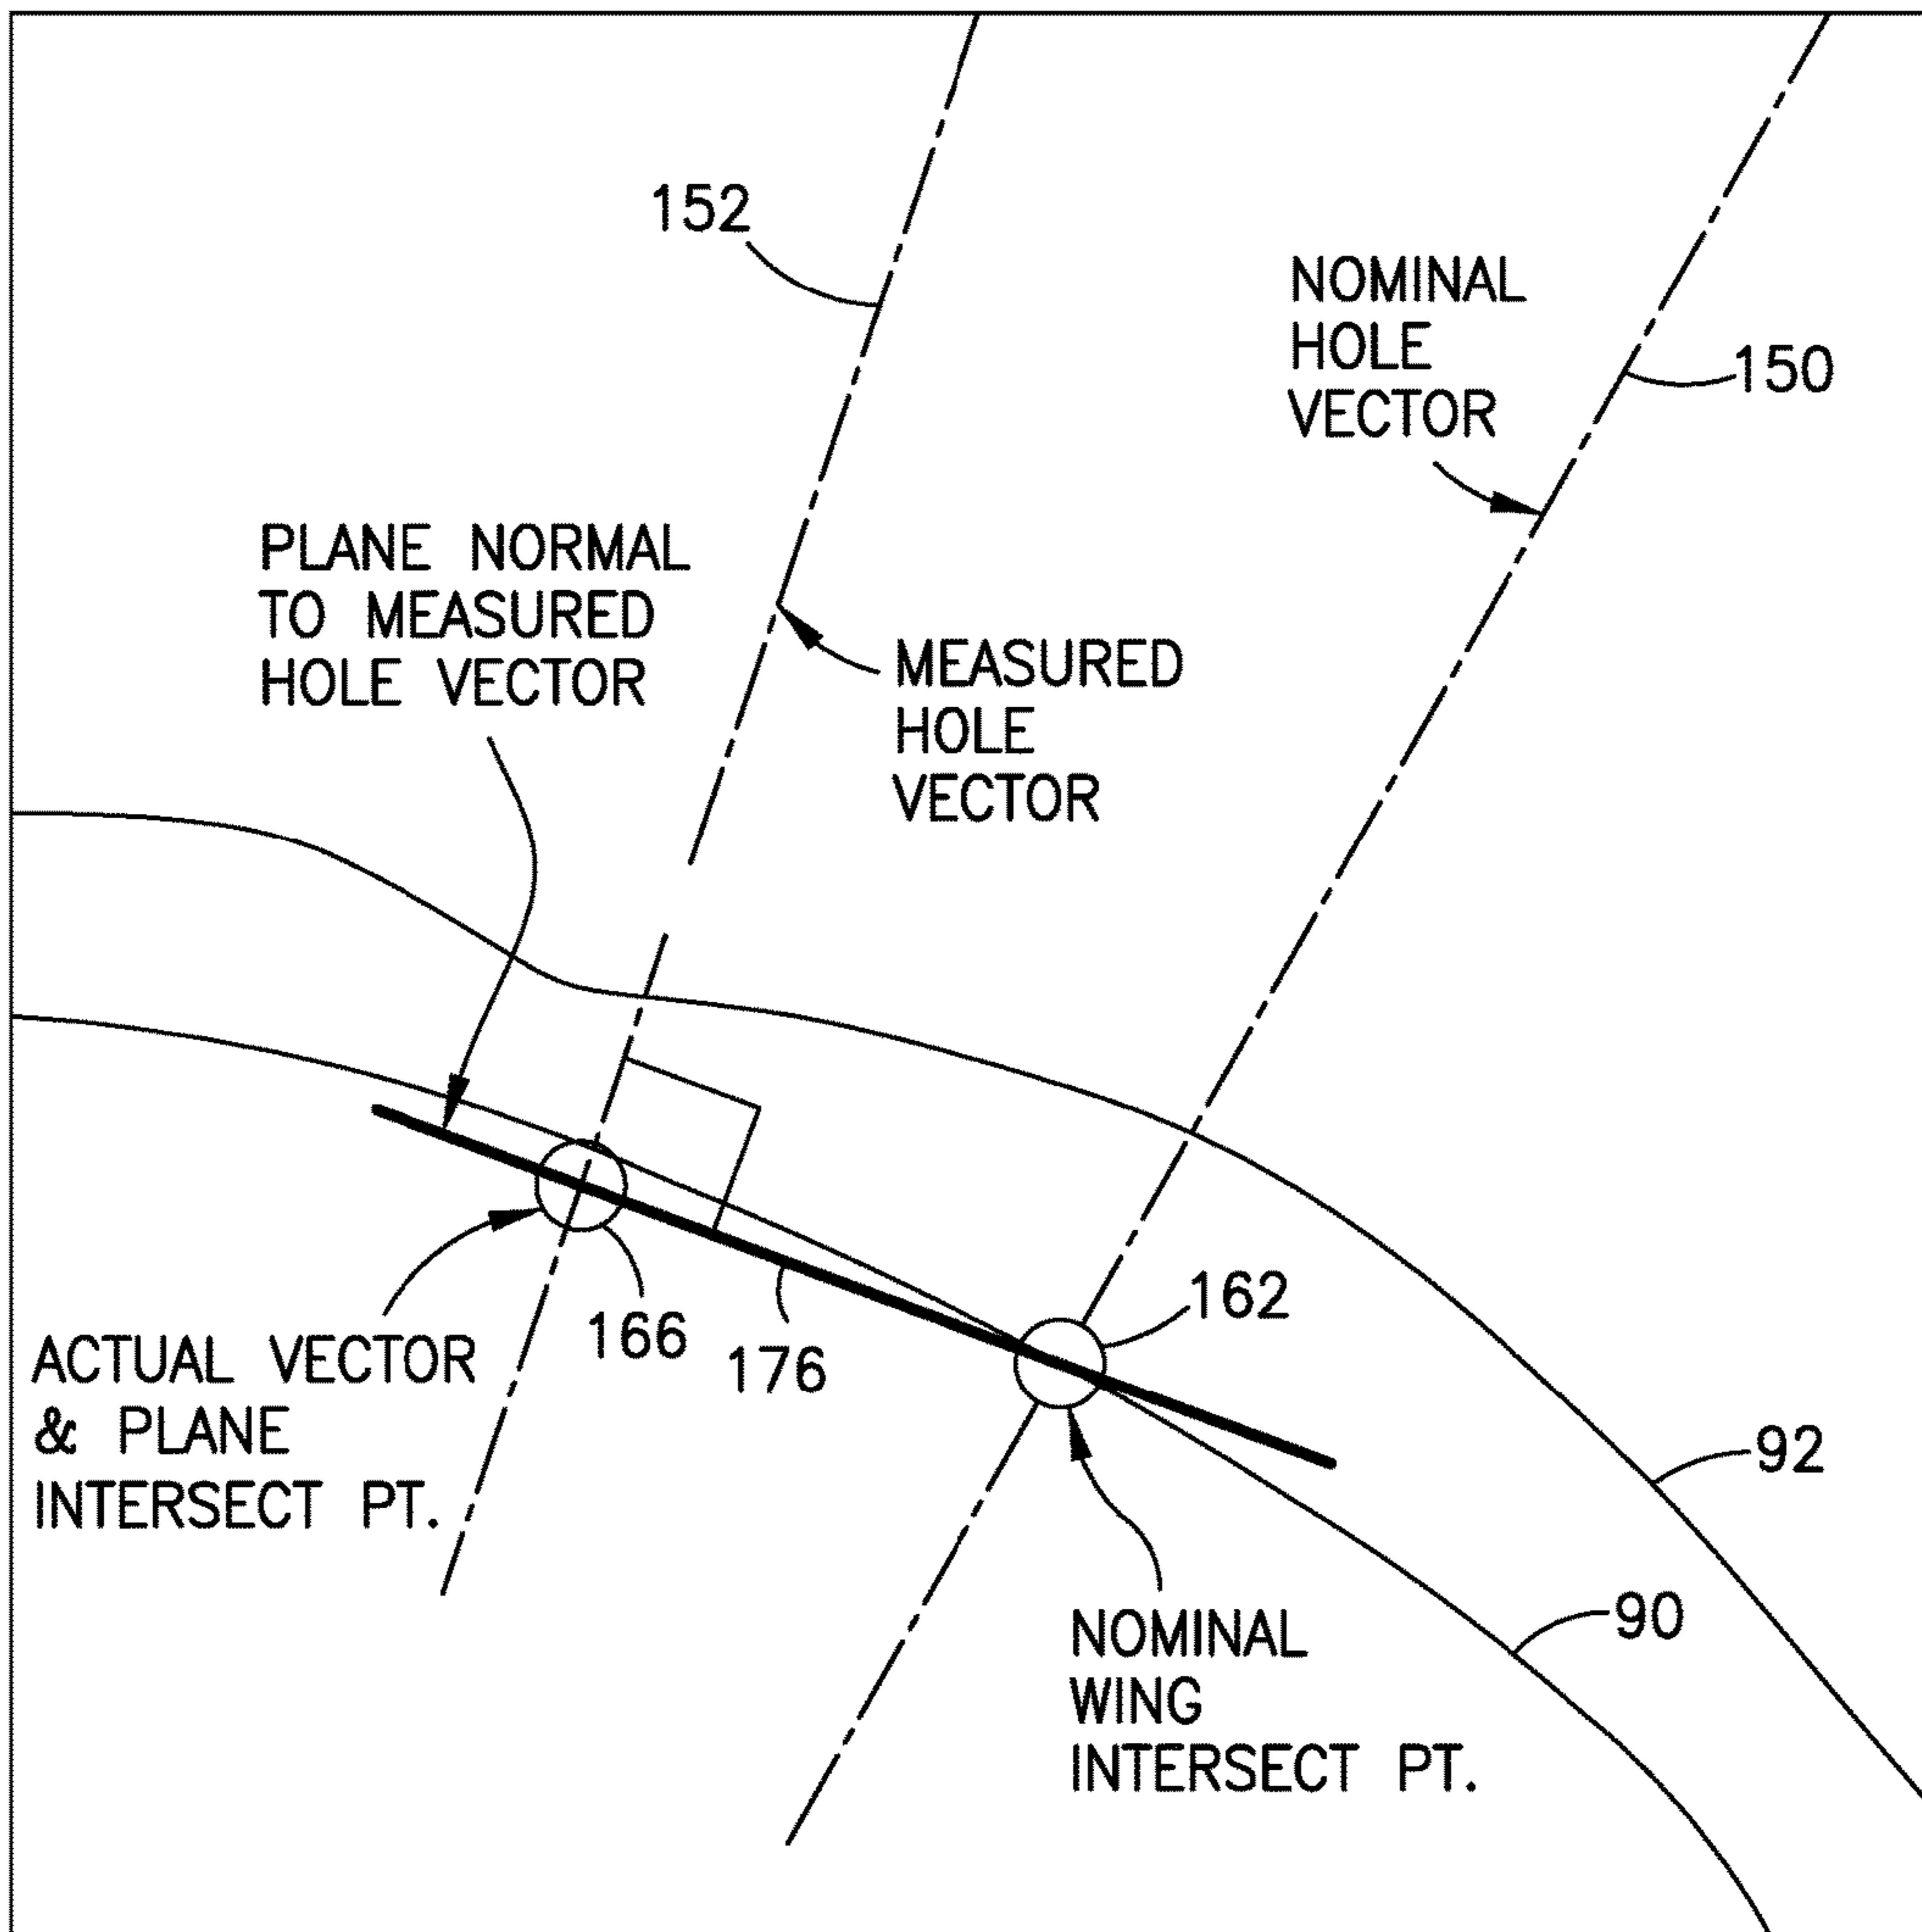 152
NOMINAL
HOLE
VECTOR
150
PLANE NORMAL
TO MEASURED
HOLE VECTOR
MEASURED
HOLE
VECTOR
162
166
176
ACTUAL VECTOR
& PLANE
INTERSECT PT.
92
90
NOMINAL
WING
INTERSECT PT.